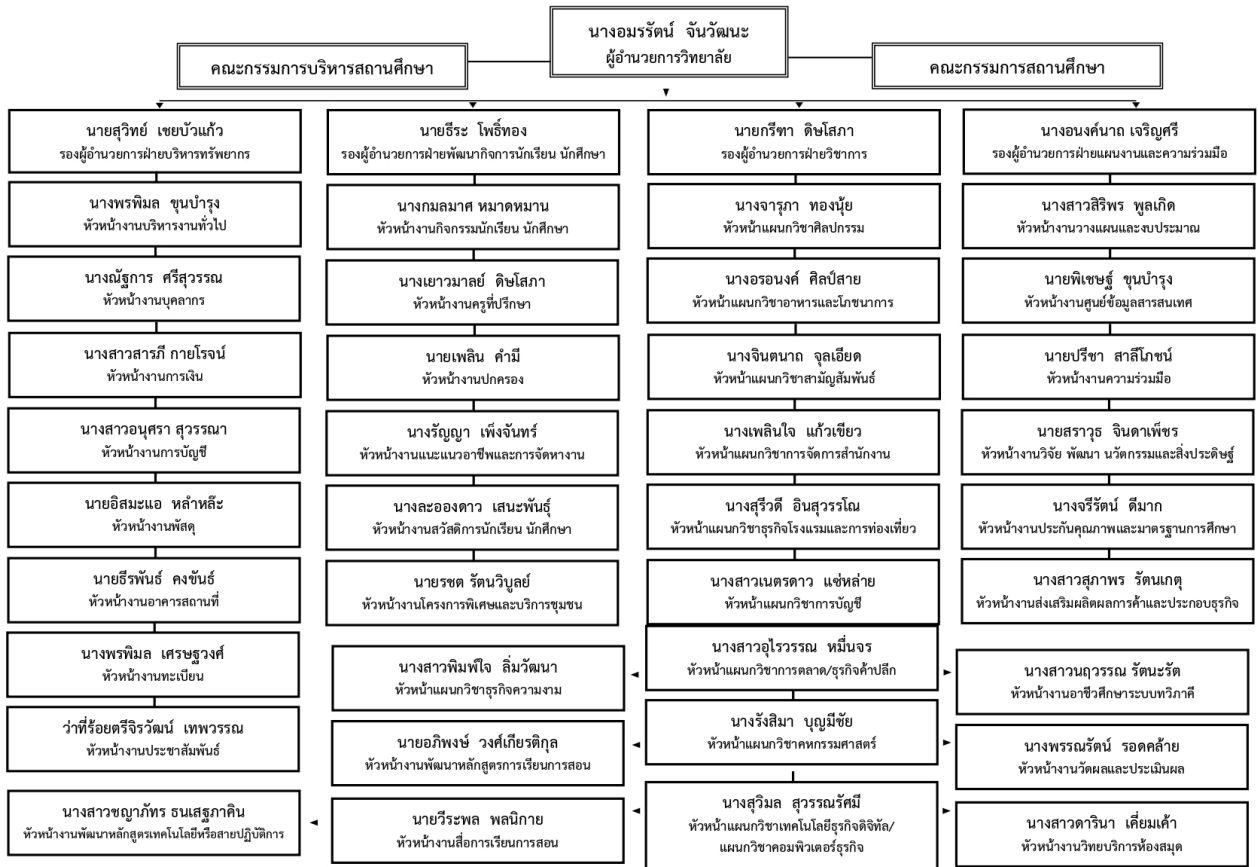 นางอมรรัตน์ จันวัฒนะ
ผู้อำนวยการวิทยาลัย
คณะกรรมการบริหารสถานศึกษา
คณะกรรมการสถานศึกษา
นายสุวิทย์ เชยบัวแก้ว
รองผู้อำนวยการฝ่ายบริหารทรัพยากร
นางพรพิมล ขุนบำรุง
หัวหน้างานบริหารงานทั่วไป
นางณัฐการ ศรีสุวรรณ
หัวหน้างานบุคลากร
นางสาวสารภี กายโรจน์
หัวหน้างานการเงิน
นางสาวอนุศรา สุวรรณา
หัวหน้างานการบัญชี
นายอิสมะแอ หลำหล๊ะ
หัวหน้างานพัสดุ
นายธีรพันธ์ คงขันธ์
หัวหน้างานอาคารสถานที่
นางพรพิมล เศรษฐวงศ์
หัวหน้างานทะเบียน
ว่าที่ร้อยตรีจิรวัฒน์ เทพวรรณ
หัวหน้างานประชาสัมพันธ์
นายธีระ โพธิ์ทอง
รองผู้อำนวยการฝ่ายพัฒนากิจการนักเรียน นักศึกษา
นางกมลมาศ หมาดหมาน
หัวหน้างานกิจกรรมนักเรียน นักศึกษา
นางเยาวมาลย์ ดิษโสภา
หัวหน้างานครูที่ปรึกษา
นายเพลิน คำมี
หัวหน้างานปกครอง
นางรัญญา เพ็งจันทร์
หัวหน้างานแนะแนวอาชีพและการจัดหางาน
นางละอองดาว เสนะพันธุ์
หัวหน้างานสวัสดิการนักเรียน นักศึกษา
นายรชต รัตนวิบูลย์
หัวหน้างานโครงการพิเศษและบริการชุมชน
นายกรีฑา ดิษโสภา
รองผู้อำนวยการฝ่ายวิชาการ
นางจารุภา ทองนุ้ย
หัวหน้าแผนกวิชาศิลปกรรม
นางอรอนงค์ ศิลป์สาย
หัวหน้าแผนกวิชาอาหารและโภชนาการ
นางจินตนาถ จุลเอียด
หัวหน้าแผนกวิชาสามัญสัมพันธ์
นางเพลินใจ แก้วเขียว
หัวหน้าแผนกวิชาการจัดการสำนักงาน
นางสุรีวดี อินสุวรรโณ
หัวหน้าแผนกวิชาธุรกิจโรงแรมและการท่องเที่ยว
นางสาวเนตรดาว แซ่หล่าย
หัวหน้าแผนกวิชาการบัญชี
นางอนงค์นาถ เจริญศรี
รองผู้อำนวยการฝ่ายแผนงานและความร่วมมือ
นางสาวสิริพร พูลเกิด
หัวหน้างานวางแผนและงบประมาณ
นายพิเชษฐ์ ขุนบำรุง
หัวหน้างานศูนย์ข้อมูลสารสนเทศ
นายปรีชา สาลีโภชน์
หัวหน้างานความร่วมมือ
นายสราวุธ จินดาเพ็ชร
หัวหน้างานวิจัย พัฒนา นวัตกรรมและสิ่งประดิษฐ์
นางจรีรัตน์ ดีมาก
หัวหน้างานประกันคุณภาพและมาตรฐานการศึกษา
นางสาวสุภาพร รัตนเกตุ
หัวหน้างานส่งเสริมผลิตผลการค้าและประกอบธุรกิจ
นางสาวอุไรวรรณ หมื่นจร
หัวหน้าแผนกวิชาการตลาด/ธุรกิจค้าปลีก
นางสาวพิมพ์ใจ ลิ่มวัฒนา
หัวหน้าแผนกวิชาธุรกิจความงาม
นางสาวนฤวรรณ รัตนะรัต
หัวหน้างานอาชีวศึกษาระบบทวิภาคี
นางรังสิมา บุญมีชัย
หัวหน้าแผนกวิชาคหกรรมศาสตร์
นายอภิพงษ์ วงศ์เกียรติกุล
หัวหน้างานพัฒนาหลักสูตรการเรียนการสอน
นางพรรณรัตน์ รอดคล้าย
หัวหน้างานวัดผลและประเมินผล
นางสุวิมล สุวรรณรัศมี
หัวหน้าแผนกวิชาเทคโนโลยีธุรกิจดิจิทัล/
แผนกวิชาคอมพิวเตอร์ธุรกิจ
นายวีระพล พลนิกาย
หัวหน้างานสื่อการเรียนการสอน
นางสาวชญาภัทร ธนเสฐภาคิน
หัวหน้างานพัฒนาหลักสูตรเทคโนโลยีหรือสายปฏิบัติการ
นางสาวดารินา เคี่ยมเค้า
หัวหน้างานวิทยบริการห้องสมุด